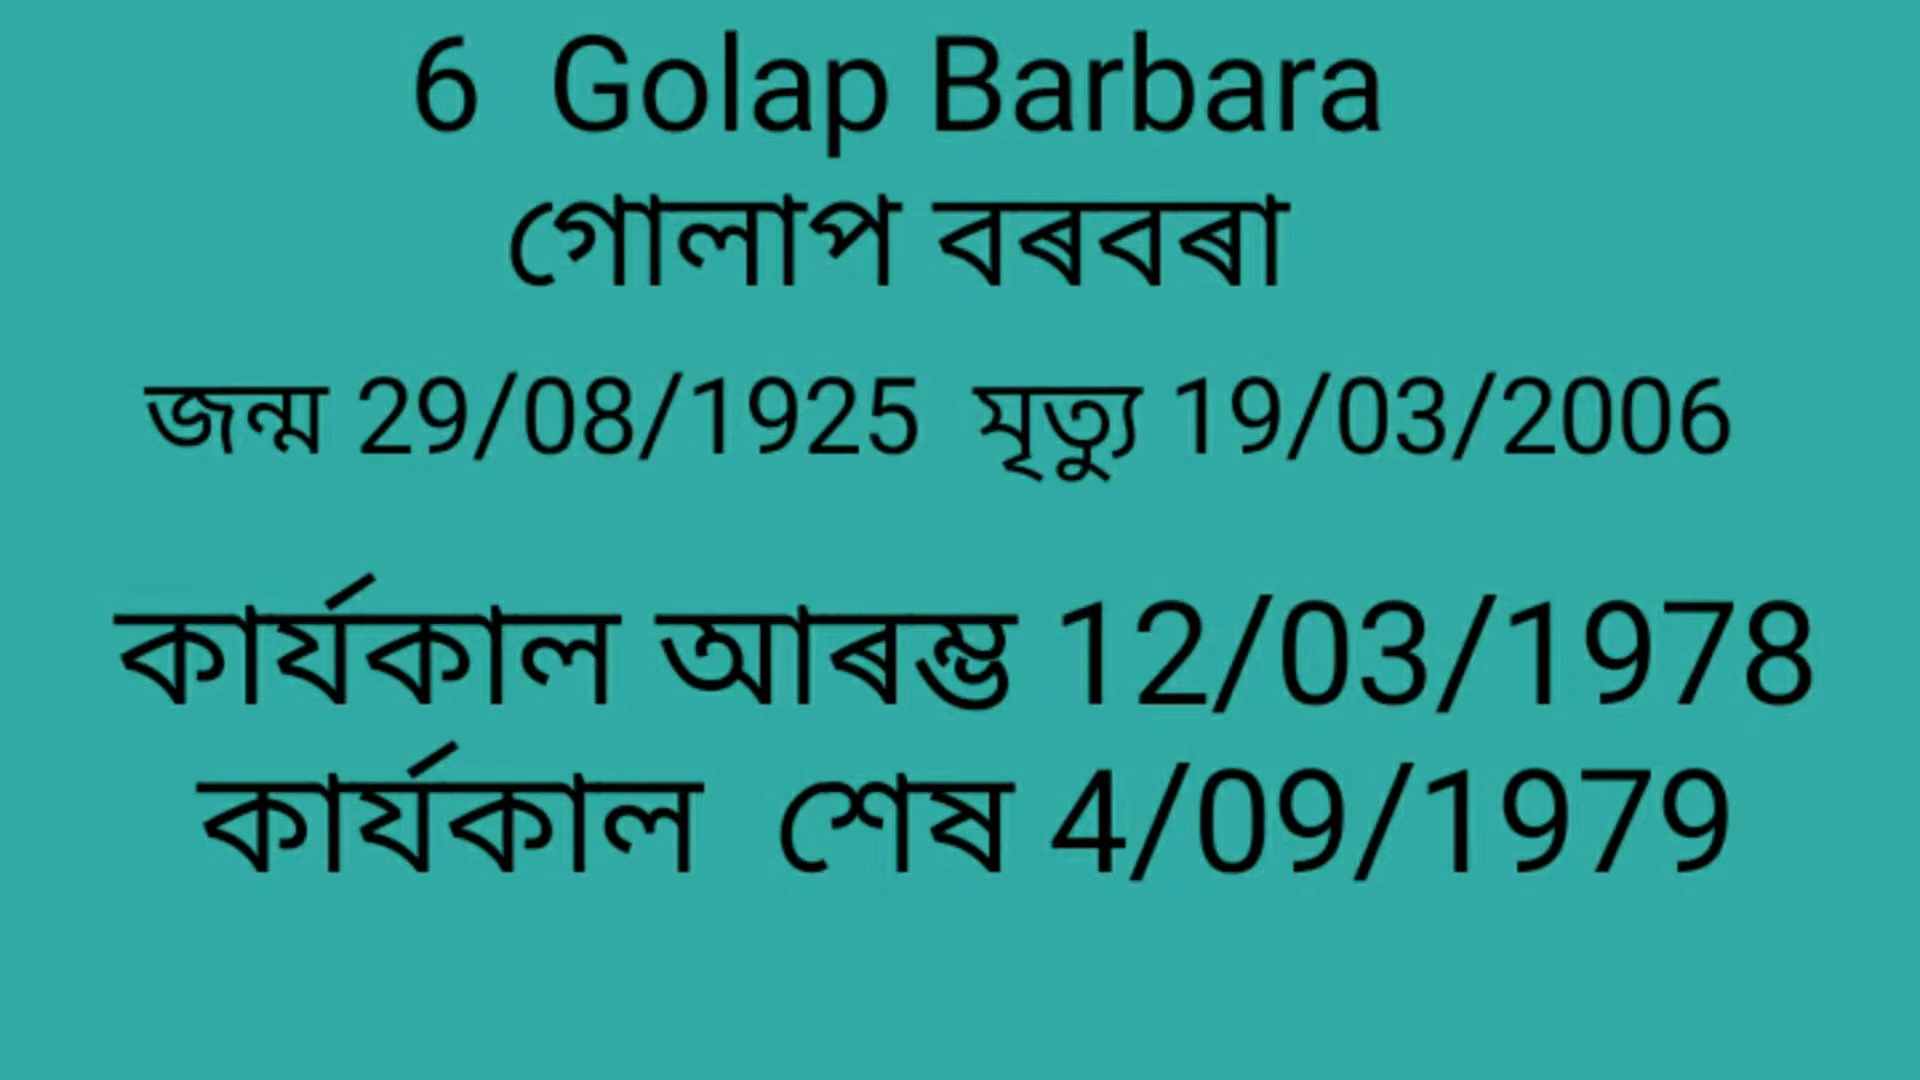 6 Golap Barbara
গোলাপ বৰবৰা
জন্ম 29/08/1925 মৃত্যু 19/03/2006
কাৰ্যকাল আৰম্ভ 12/03/1978
কাৰ্যকাল শেষ 4/09/1979